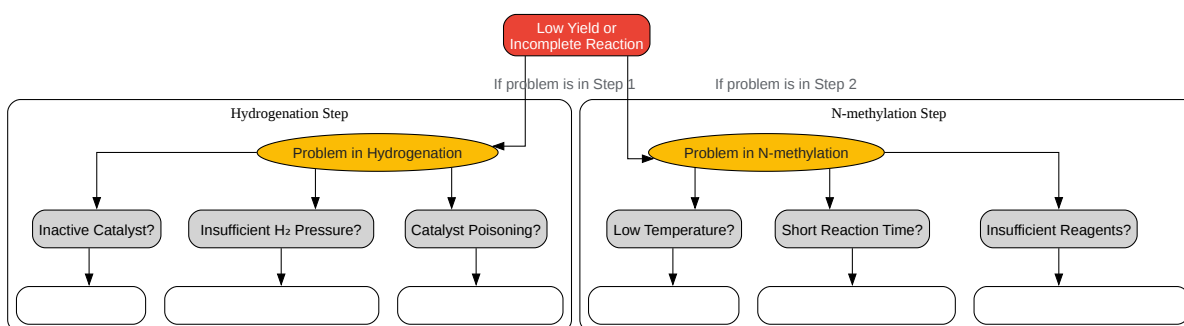 Low Yield or
Incomplete Reaction
If problem is in Step 1
If problem is in Step 2
Hydrogenation Step
N-methylation Step
Problem in Hydrogenation
Problem in N-methylation
Inactive Catalyst?
Insufficient H₂ Pressure?
Catalyst Poisoning?
Low Temperature?
Short Reaction Time?
Insufficient Reagents?